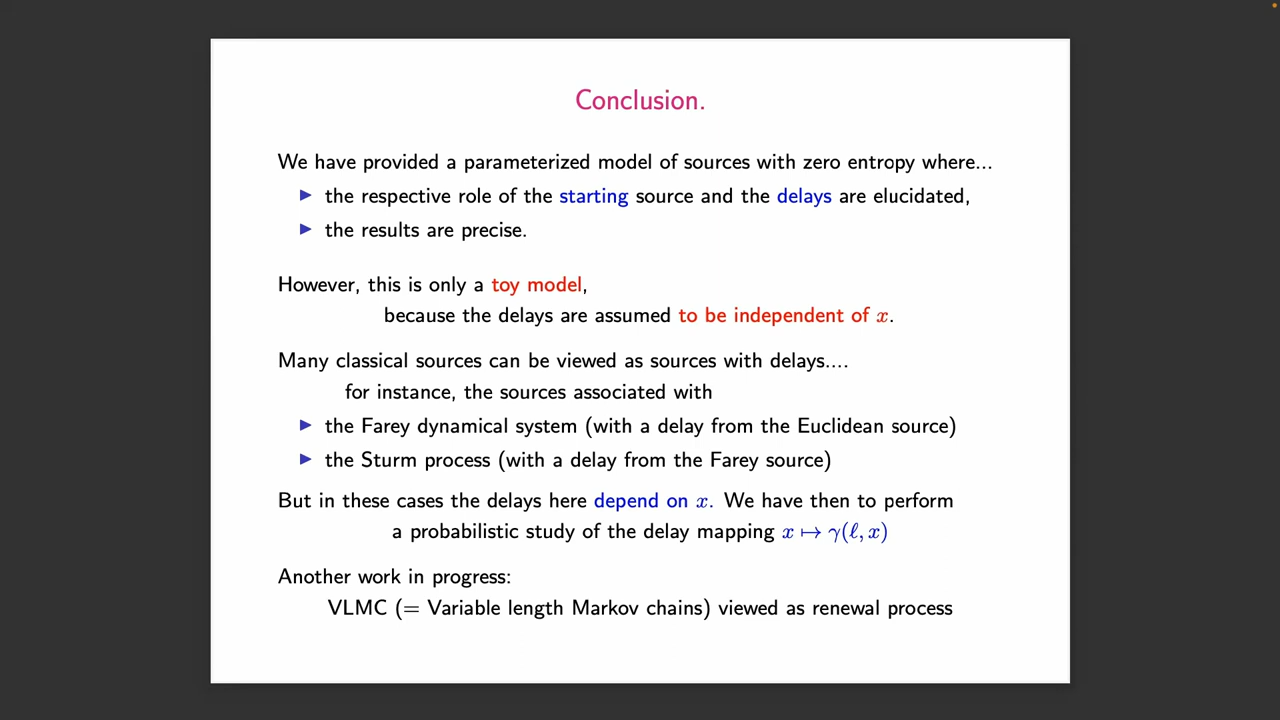 Conclusion.
We have provided a parameterized model of sources with zero entropy where...
▶ the respective role of the starting source and the delays are elucidated,
▶ the results are precise.
However, this is only a toy model,
because the delays are assumed to be independent of x.
Many classical sources can be viewed as sources with delays....
for instance, the sources associated with
▶ the Farey dynamical system (with a delay from the Euclidean source)
▶ the Sturm process (with a delay from the Farey source)
But in these cases the delays here depend on x. We have then to perform
a probabilistic study of the delay mapping x ↦ γ(ℓ, x)
Another work in progress:
VLMC (= Variable length Markov chains) viewed as renewal process